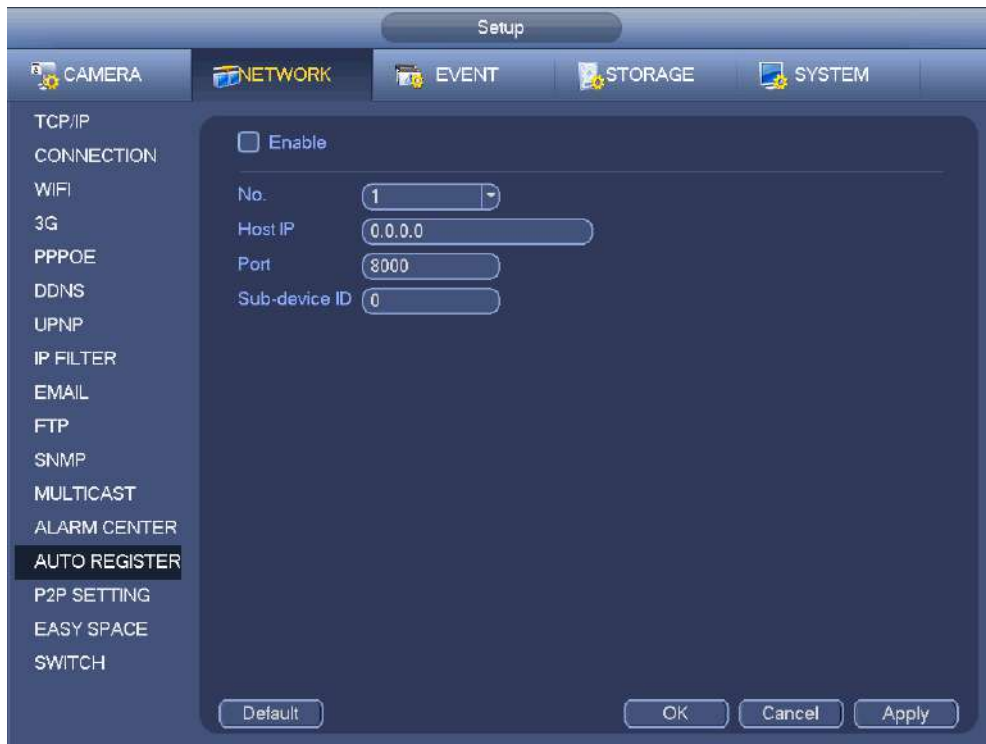 Setup
CAMERA NETWORK EVENT STORAGE SYSTEM
TCP/IP
CONNECTION
WIFI
3G
PPPOE
DDNS
UPNP
IP FILTER
EMAIL
FTP
SNMP
MULTICAST
ALARM CENTER
AUTO REGISTER
P2P SETTING
EASY SPACE
SWITCH
Enable
No. 1
Host IP 0.0.0.0
Port 8000
Sub-device ID 0
Default OK Cancel Apply